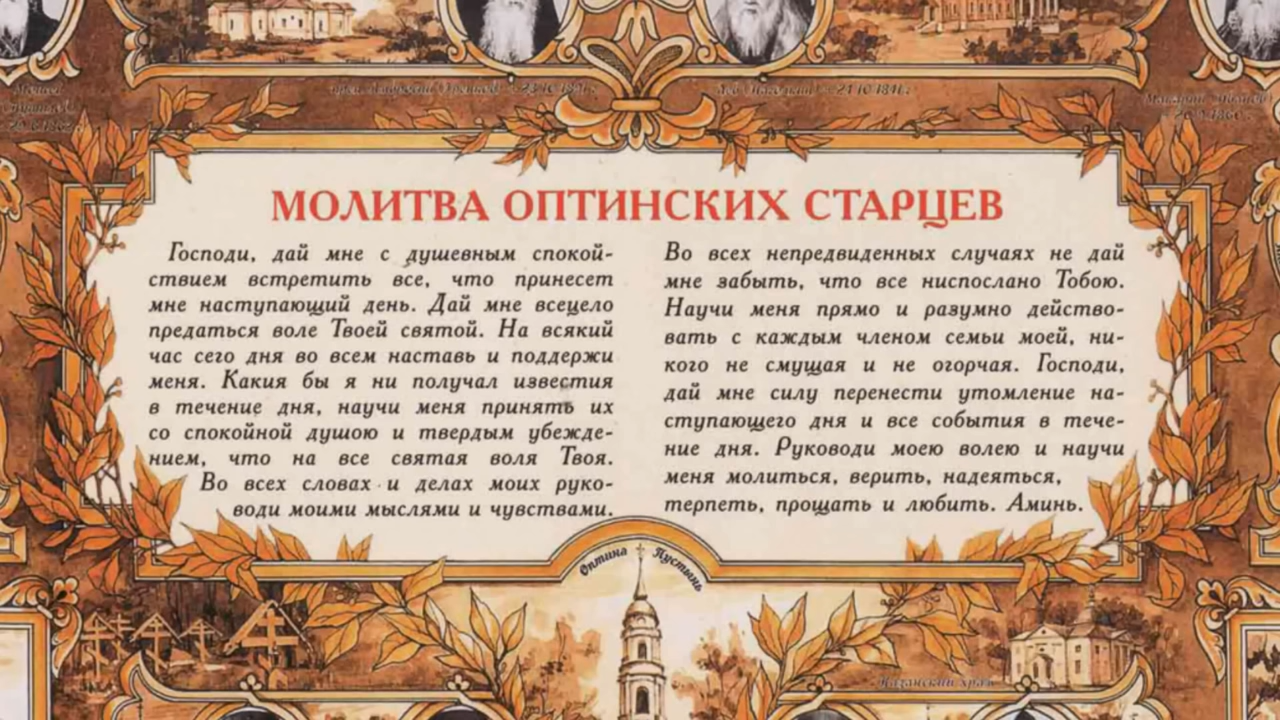 МОЛИТВА ОПТИНСКИХ СТАРЦЕВ
Господи, дай мне с душевным спокой-
ствием встретить все, что принесет
мне наступающий день. Дай мне всецело
предаться воле Твоей святой. На всякий
час сего дня во всем наставь и поддержи
меня. Какия бы я ни получал известия
в течение дня, научи меня принять их
со спокойной душою и твердым убежде-
нием, что на все святая воля Твоя.
Во всех словах и делах моих руко-
води моими мыслями и чувствами.
Во всех непредвиденных случаях не дай
мне забыть, что все ниспослано Тобою.
Научи меня прямо и разумно действо-
вать с каждым членом семьи моей, ни-
кого не смущая и не огорчая. Господи,
дай мне силу перенести утомление на-
ступающего дня и все события в тече-
ние дня. Руководи моею волею и научи
меня молиться, верить, надеяться,
терпеть, прощать и любить. Аминь.
Оптина Пустынь
Казанский храм